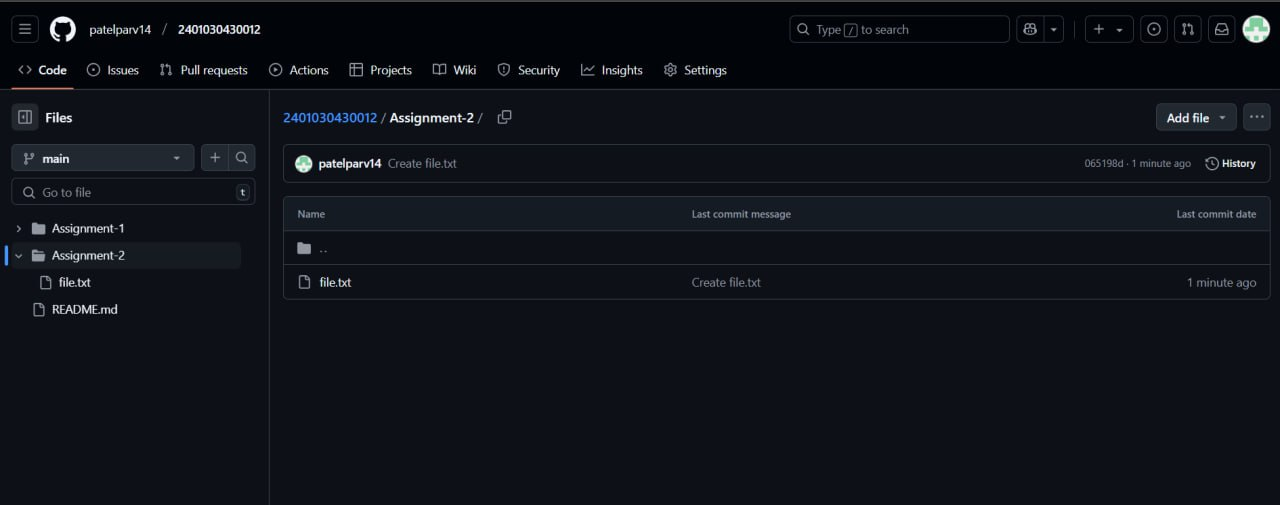 patelparv14 / 2401030430012
Type / to search
Code Issues Pull requests Actions Projects Wiki Security Insights Settings
Files
2401030430012 / Assignment-2 /
Add file
main
patelparv14 Create file.txt
065198d · 1 minute ago
History
Go to file
t
Name Last commit message Last commit date
Assignment-1
..
Assignment-2
file.txt
file.txt Create file.txt 1 minute ago
README.md